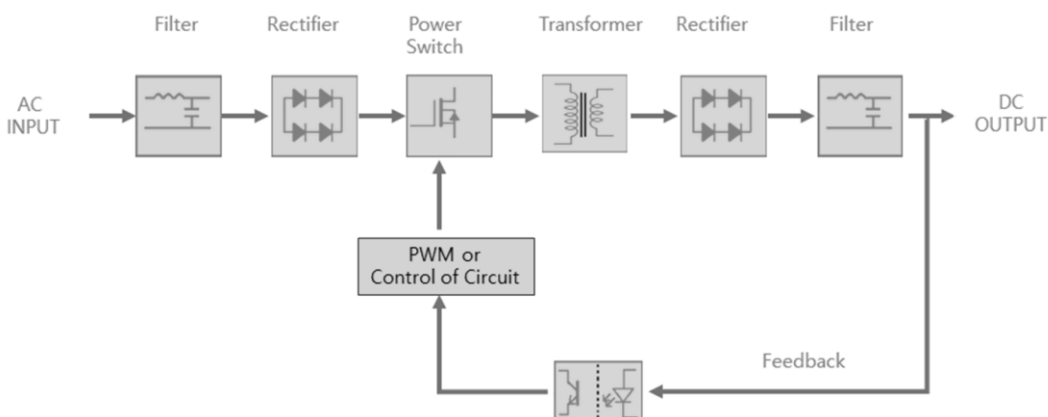 Filter
Rectifier
Power
Switch
Transformer
Rectifier
Filter
AC
INPUT
DC
OUTPUT
PWM or
Control of Circuit
Feedback